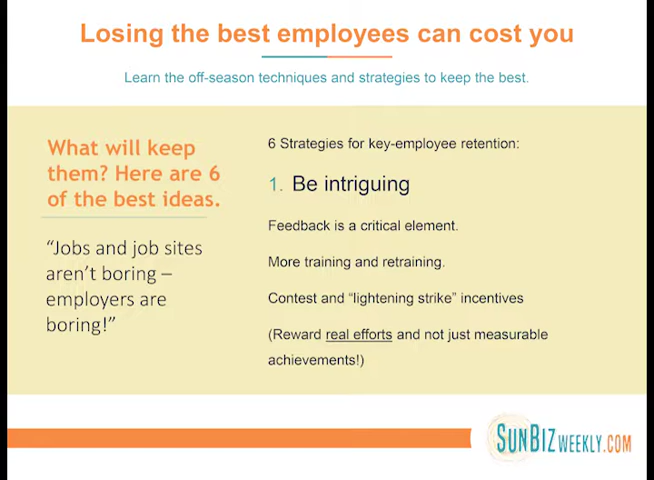 Losing the best employees can cost you
Learn the off-season techniques and strategies to keep the best.
What will keep
them? Here are 6
of the best ideas.
“Jobs and job sites
aren’t boring –
employers are
boring!”
6 Strategies for key-employee retention:
1. Be intriguing
Feedback is a critical element.
More training and retraining.
Contest and “lightening strike” incentives
(Reward real efforts and not just measurable
achievements!)
SUNBIZWEEKLY.COM